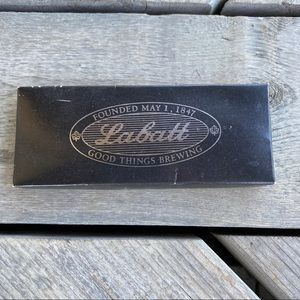 FOUNDED MAY 1, 1847
Labatt
GOOD THINGS BREWING